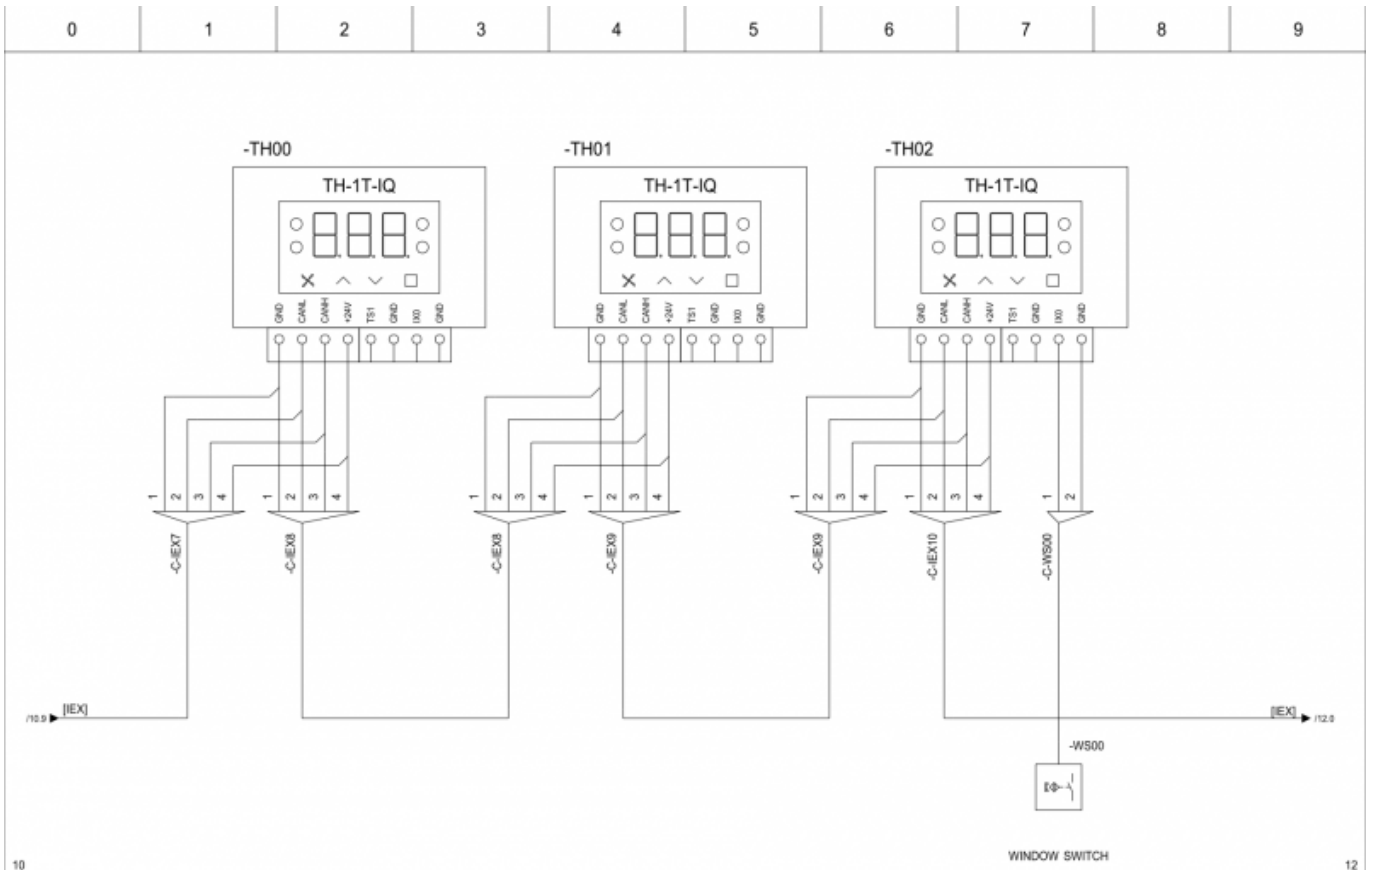 0 1 2 3 4 5 6 7 8 9
-TH00 -TH01 -TH02
TH-1T-IQ TH-1T-IQ TH-1T-IQ
GND CANL CANH +24V TS1 GND IX0 GND GND CANL CANH +24V TS1 GND IX0 GND GND CANL CANH +24V TS1 GND IX0 GND
1 2 3 4 1 2 3 4 1 2 3 4 1 2 3 4 1 2 3 4 1 2 3 4 1 2
-C-IEX7 -C-IEX8 -C-IEX8 -C-IEX9 -C-IEX9 -C-IEX10 -C-WS00
/10.9 [IEX] [IEX] /12.0
-WS00
WINDOW SWITCH
10 12